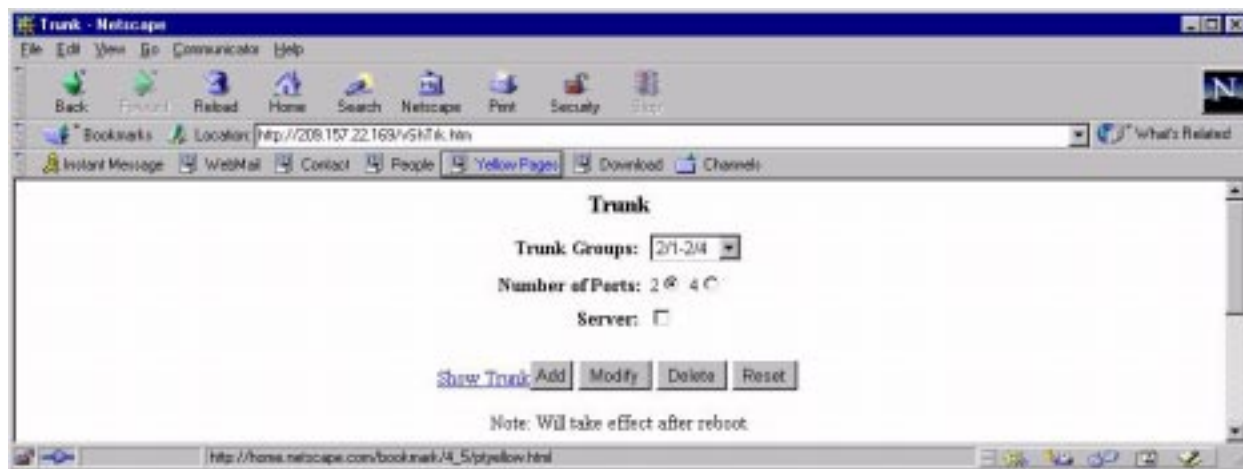 Trunk - Netscape
File Edit View Go Communicator Help
Back Forward Reload Home Search Netscape Print Security Stop
Bookmarks Location: http://209.157.22.169/vShTrk.htm What's Related
Instant Message WebMail Contact People Yellow Pages Download Channels
Trunk
Trunk Groups: 2/1-2/4
Number of Ports: 2 4
Server:
Show Trunk Add Modify Delete Reset
Note: Will take effect after reboot.
http://home.netscape.com/bookmark/4_5/ptyellow.html